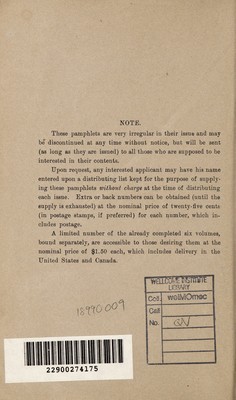 NOTE.
These pamphlets are very irregular in their issue and may
be discontinued at any time without notice, but will be sent
(as long as they are issued) to all those who are supposed to be
interested in their contents.
Upon request, any interested applicant may have his name
entered upon a distributing list kept for the purpose of supply-
ing these pamphlets without charge at the time of distributing
each issue. Extra or back numbers can be obtained (until the
supply is exhausted) at the nominal price of twenty-five cents
(in postage stamps, if preferred) for each number, which in-
cludes postage.
A limited number of the already completed six volumes,
bound separately, are accessible to those desiring them at the
nominal price of $1.50 each, which includes delivery in the
United States and Canada.
WELLCOME INSTITUTE
LIBRARY
Coll. welMOmec
Call
No. QV
18990009
22900274175